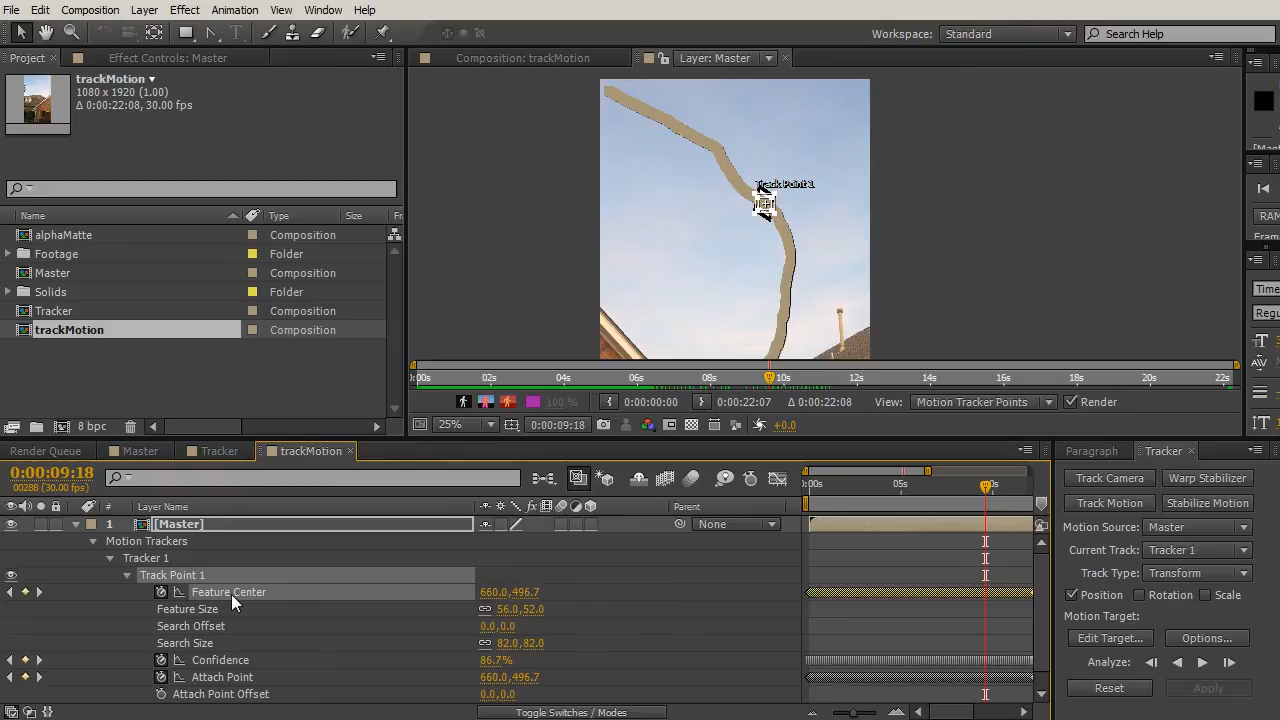 File Edit Composition Layer Effect Animation View Window Help
Workspace: Standard Search Help
Project Effect Controls: Master
Composition: trackMotion Layer: Master
trackMotion
1080 x 1920 (1.00)
Δ 0:00:22:08, 30.00 fps
Track Point 1
Name Type Size Fra
alphaMatte Composition
Footage Folder
Master Composition
Solids Folder
Tracker Composition
trackMotion Composition
8 bpc
:00s 02s 04s 06s 08s 10s 12s 14s 16s 18s 20s 22s
100 % 0:00:00:00 0:00:22:07 Δ 0:00:22:08 View: Motion Tracker Points Render
25% 0:00:09:18 +0.0
[Ma
RAM
Fram
Time
Regu
Render Queue Master Tracker trackMotion
0:00:09:18
00288 (30.00 fps)
:00s 05s 0s
# Layer Name Parent
1 [Master] None
Motion Trackers
Tracker 1
Track Point 1
Feature Center 660.0,496.7
Feature Size 56.0,52.0
Search Offset 0.0,0.0
Search Size 82.0,82.0
Confidence 86.7%
Attach Point 660.0,496.7
Attach Point Offset 0.0,0.0
Toggle Switches / Modes
Paragraph Tracker
Track Camera Warp Stabilizer
Track Motion Stabilize Motion
Motion Source: Master
Current Track: Tracker 1
Track Type: Transform
Position Rotation Scale
Motion Target:
Edit Target... Options...
Analyze:
Reset Apply